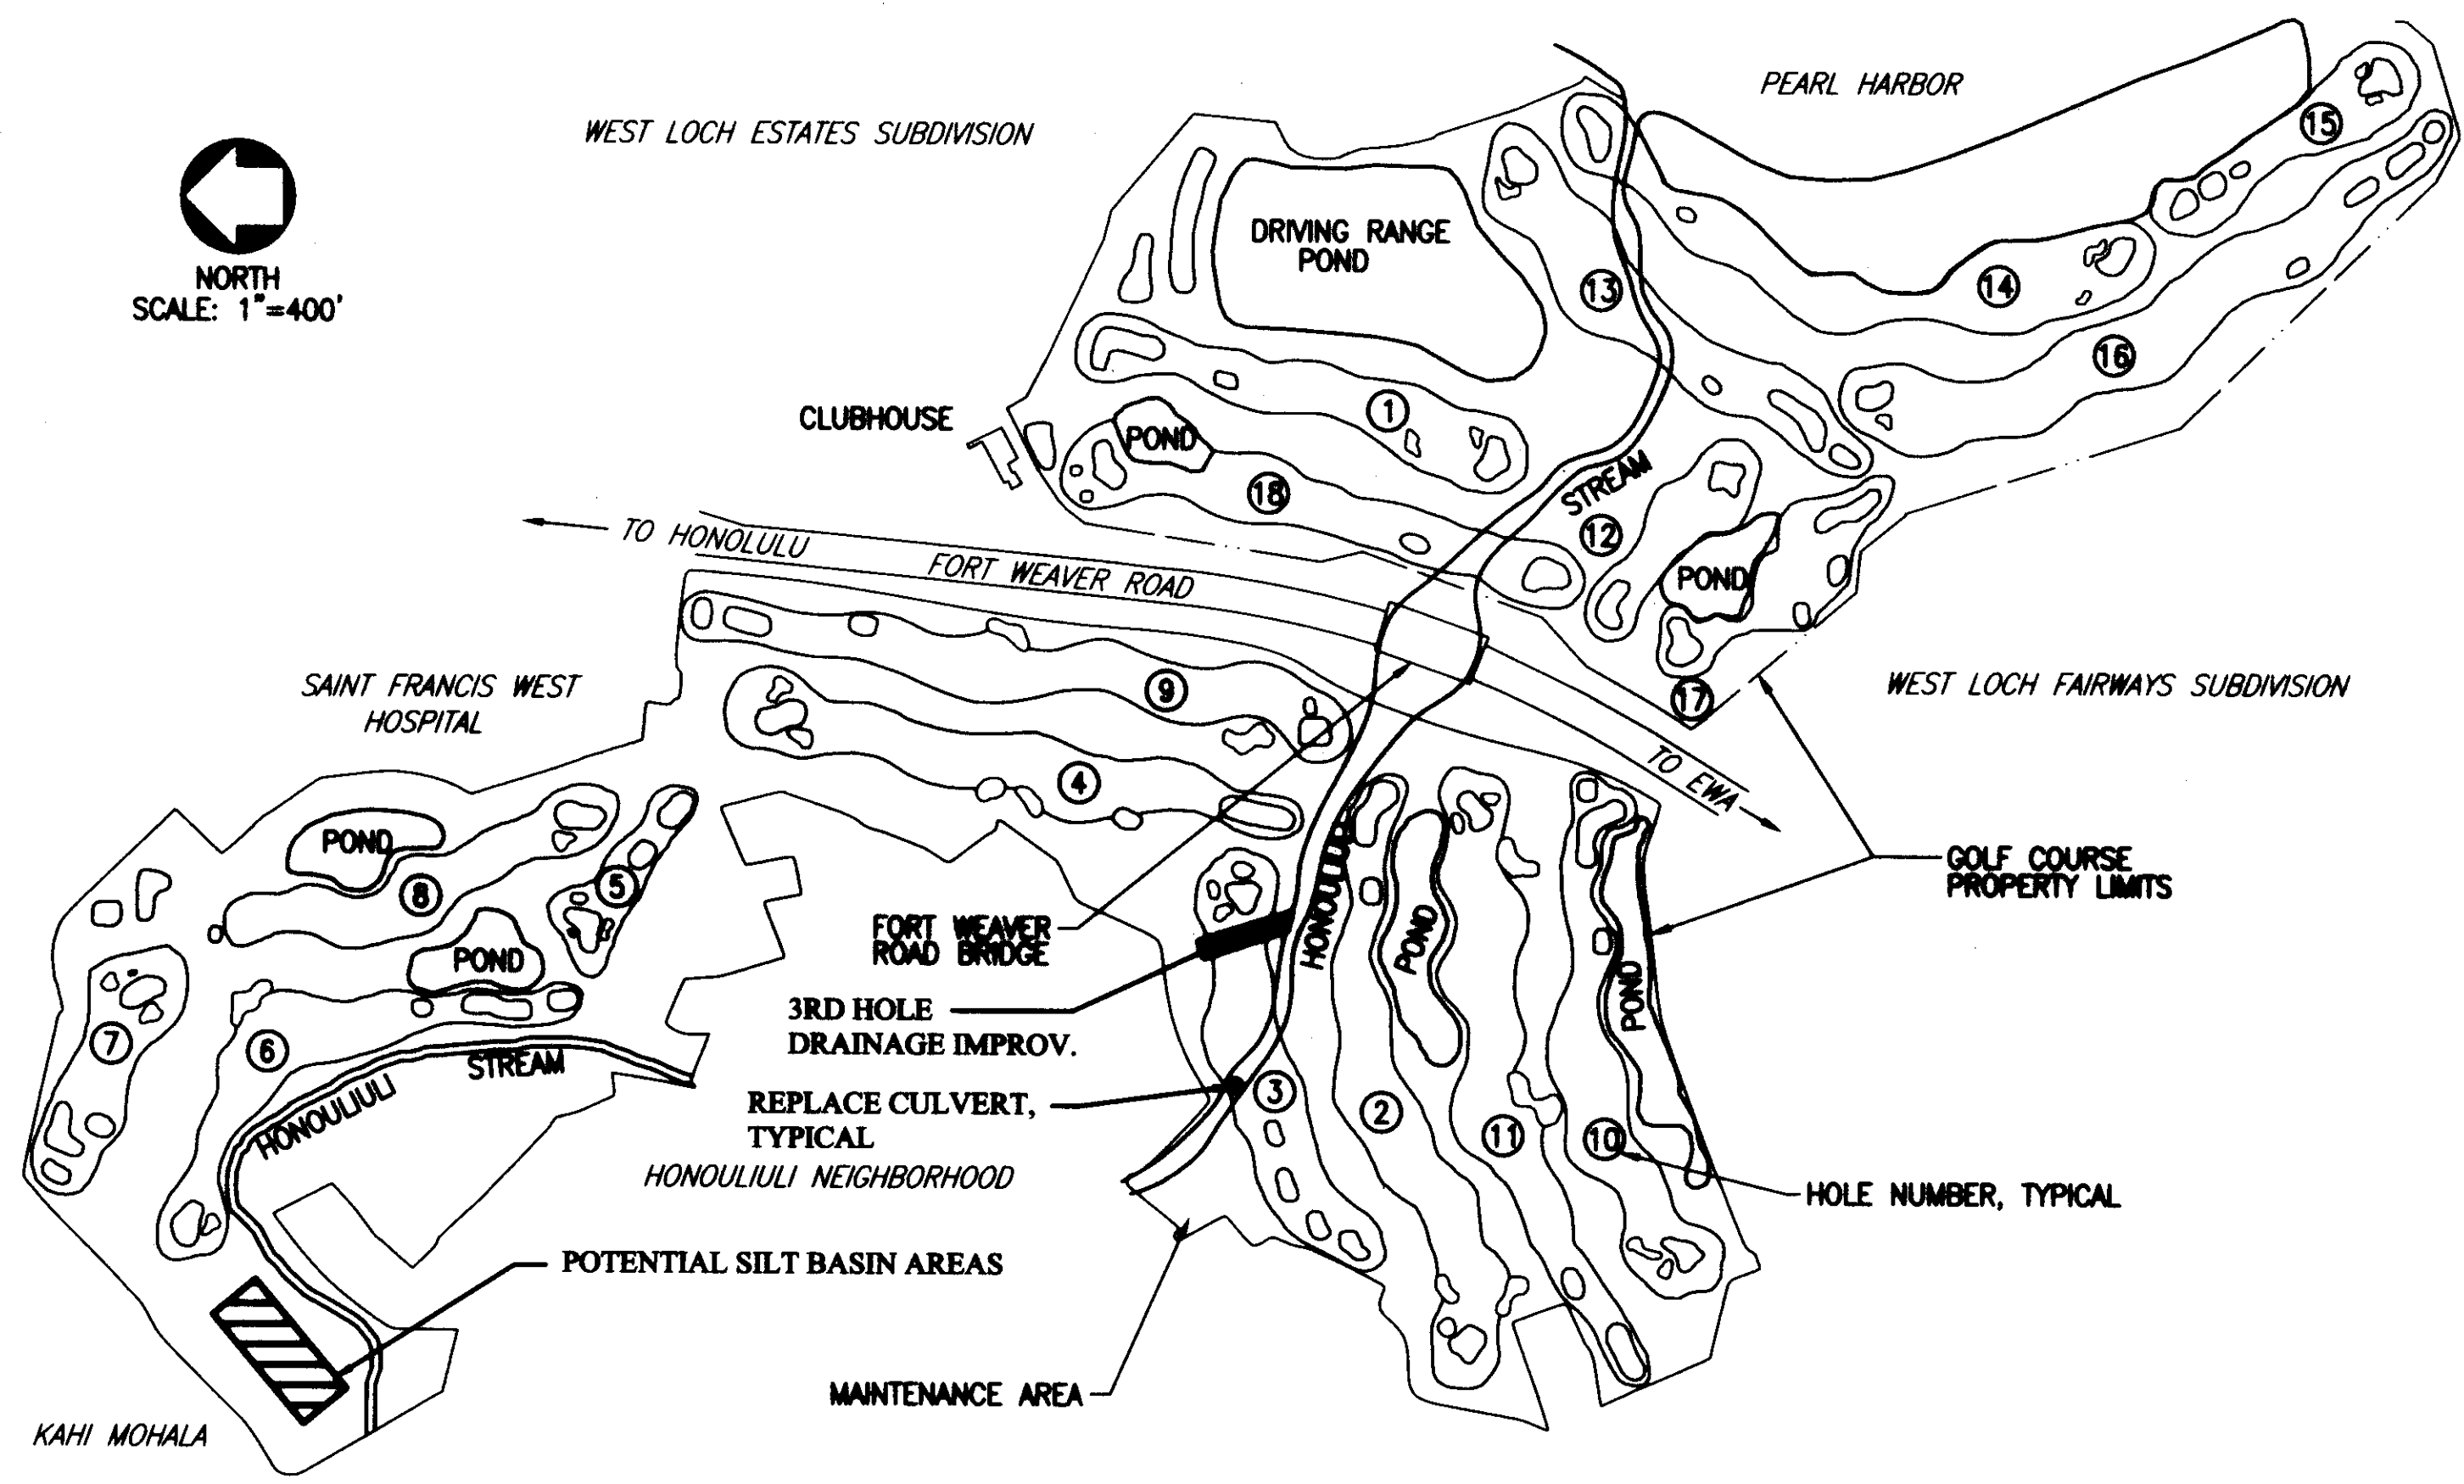 PEARL HARBOR
WEST LOCH ESTATES SUBDIVISION
15
NORTH
SCALE: 1"=400'
DRIVING RANGE
POND
13
14
16
1
CLUBHOUSE
POND
18
STREAM
12
TO HONOLULU
FORT WEAVER ROAD
POND
SAINT FRANCIS WEST
HOSPITAL
9
17
WEST LOCH FAIRWAYS SUBDIVISION
4
TO EWA
POND
8
5
GOLF COURSE
PROPERTY LIMITS
FORT WEAVER
ROAD BRIDGE
HONOULIULI
POND
POND
POND
3RD HOLE
DRAINAGE IMPROV.
7
6
STREAM
HONOULIULI
REPLACE CULVERT,
TYPICAL
3
2
11
10
HONOULIULI NEIGHBORHOOD
HOLE NUMBER, TYPICAL
POTENTIAL SILT BASIN AREAS
MAINTENANCE AREA
KAHI MOHALA